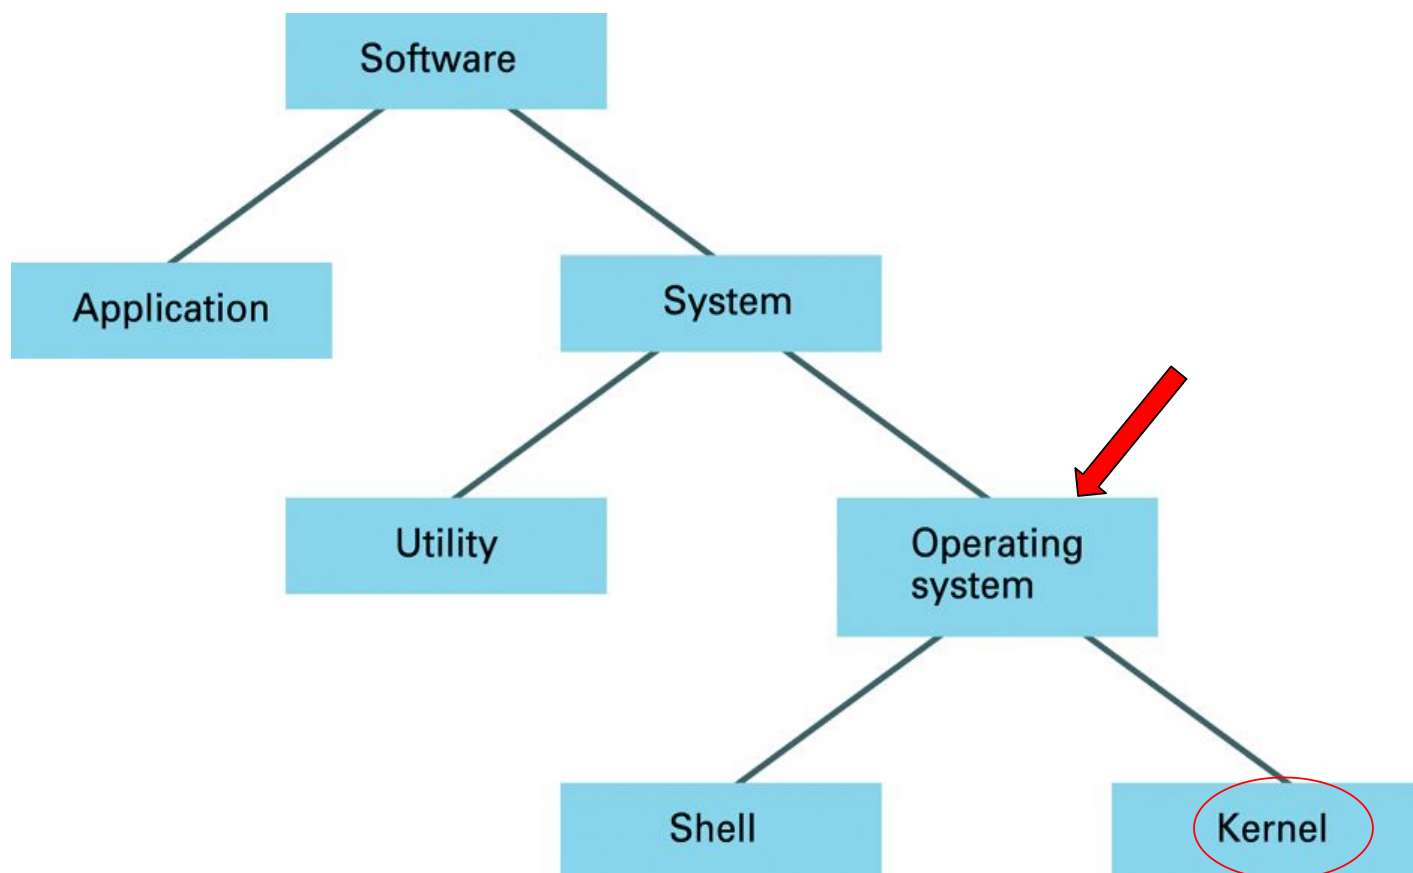 Software
Application
System
Utility
Operating
system
Shell
Kernel